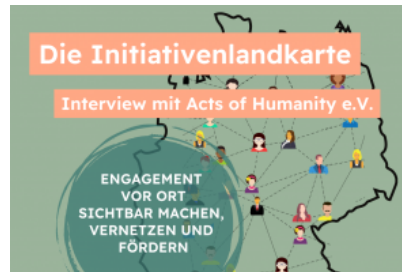 Die Initiativenlandkarte
Interview mit Acts of Humanity e.V.
ENGAGEMENT
VOR ORT
SICHTBAR MACHEN,
VERNETZEN UND
FÖRDERN